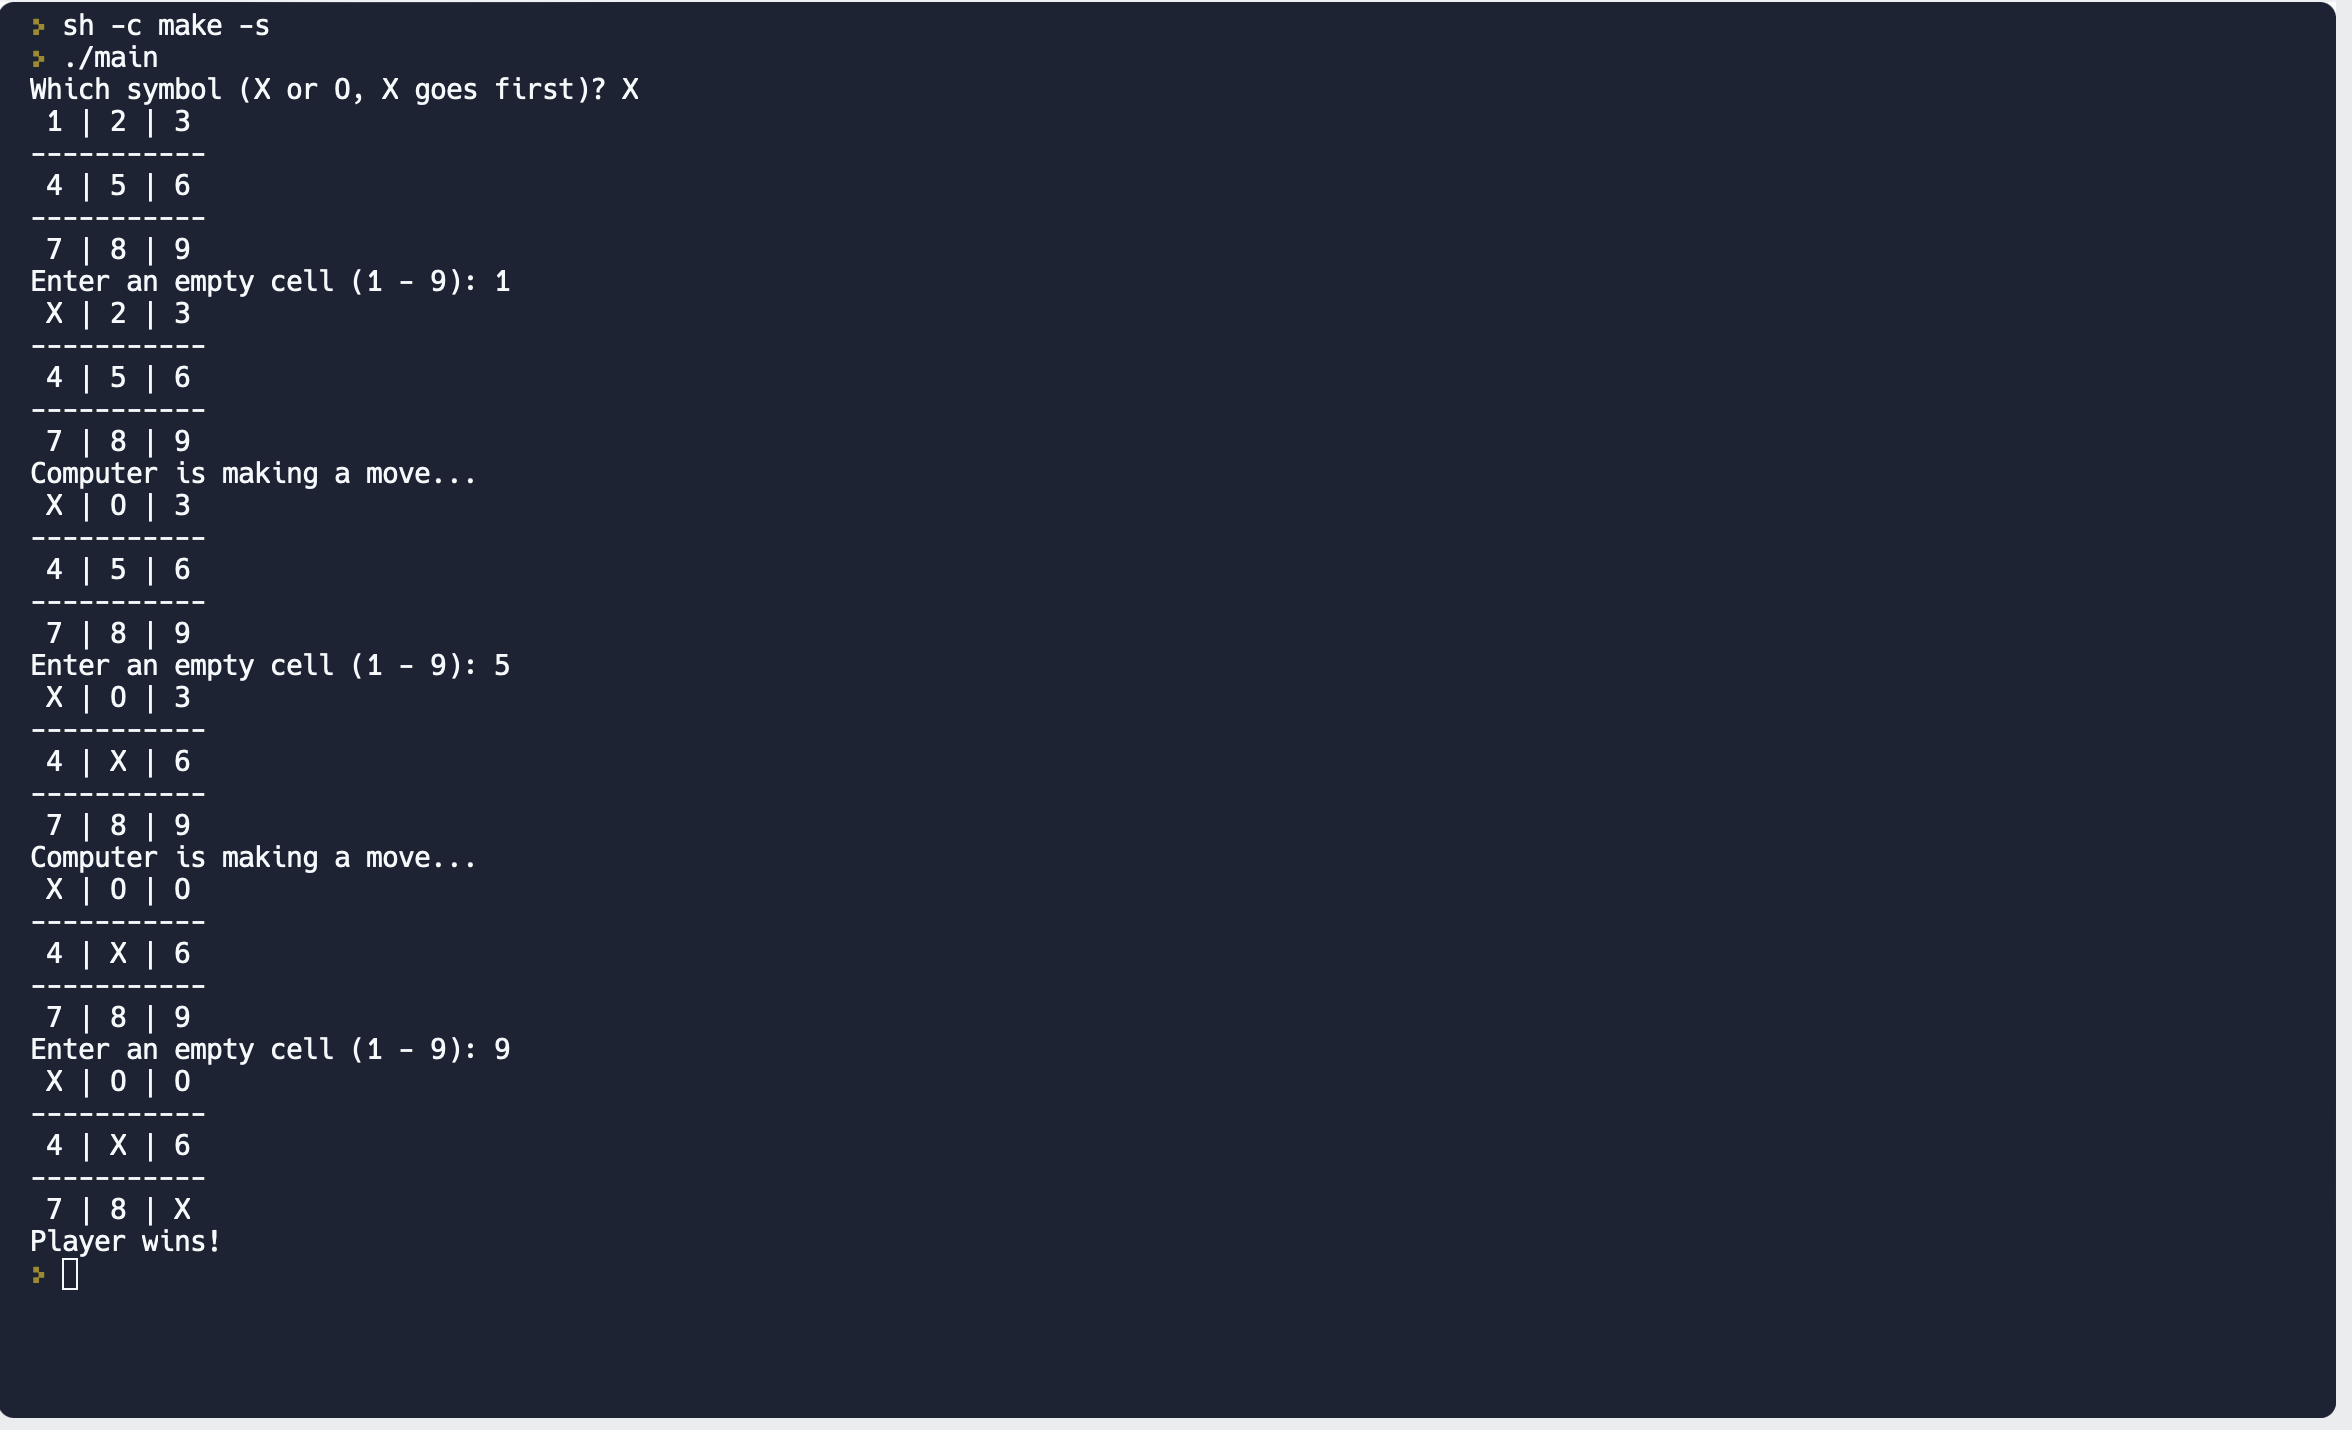 sh -c make -s
./main
Which symbol (X or O, X goes first)? X
 1 | 2 | 3
-----------
 4 | 5 | 6
-----------
 7 | 8 | 9
Enter an empty cell (1 - 9): 1
 X | 2 | 3
-----------
 4 | 5 | 6
-----------
 7 | 8 | 9
Computer is making a move...
 X | O | 3
-----------
 4 | 5 | 6
-----------
 7 | 8 | 9
Enter an empty cell (1 - 9): 5
 X | O | 3
-----------
 4 | X | 6
-----------
 7 | 8 | 9
Computer is making a move...
 X | O | O
-----------
 4 | X | 6
-----------
 7 | 8 | 9
Enter an empty cell (1 - 9): 9
 X | O | O
-----------
 4 | X | 6
-----------
 7 | 8 | X
Player wins!